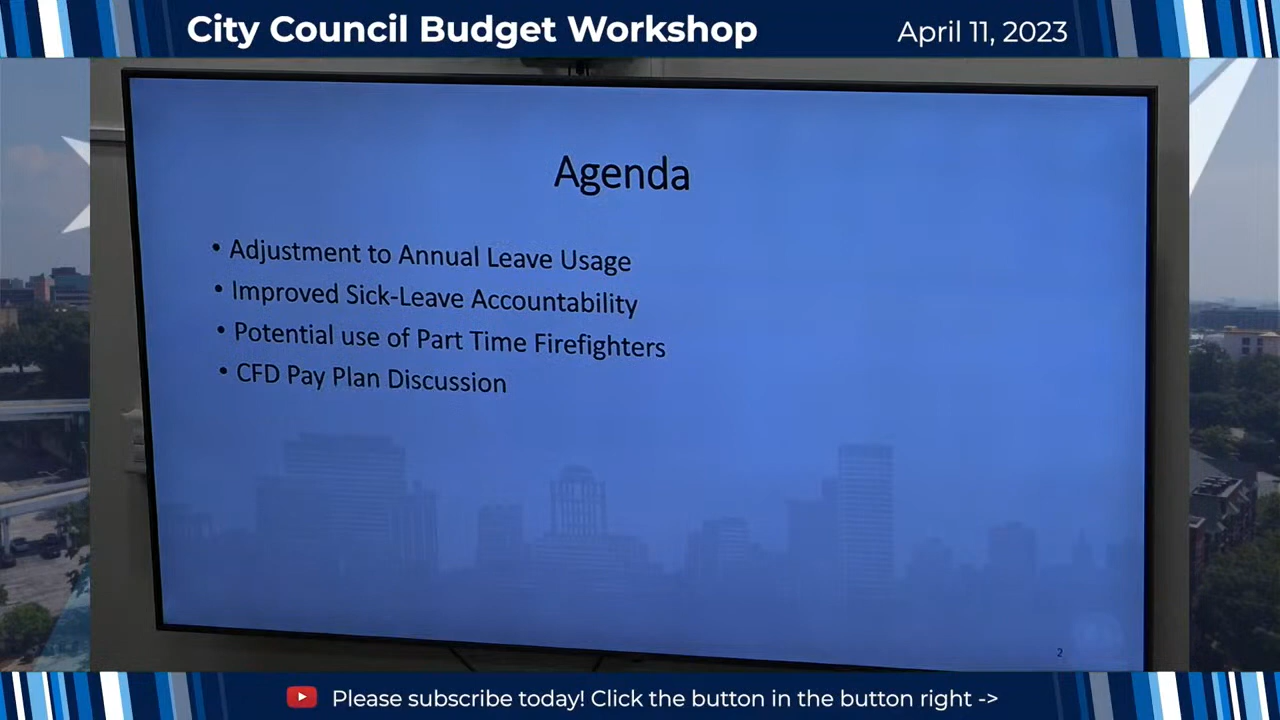 City Council Budget Workshop
April 11, 2023
Agenda
• Adjustment to Annual Leave Usage
• Improved Sick-Leave Accountability
• Potential use of Part Time Firefighters
• CFD Pay Plan Discussion
2
Please subscribe today! Click the button in the button right ->